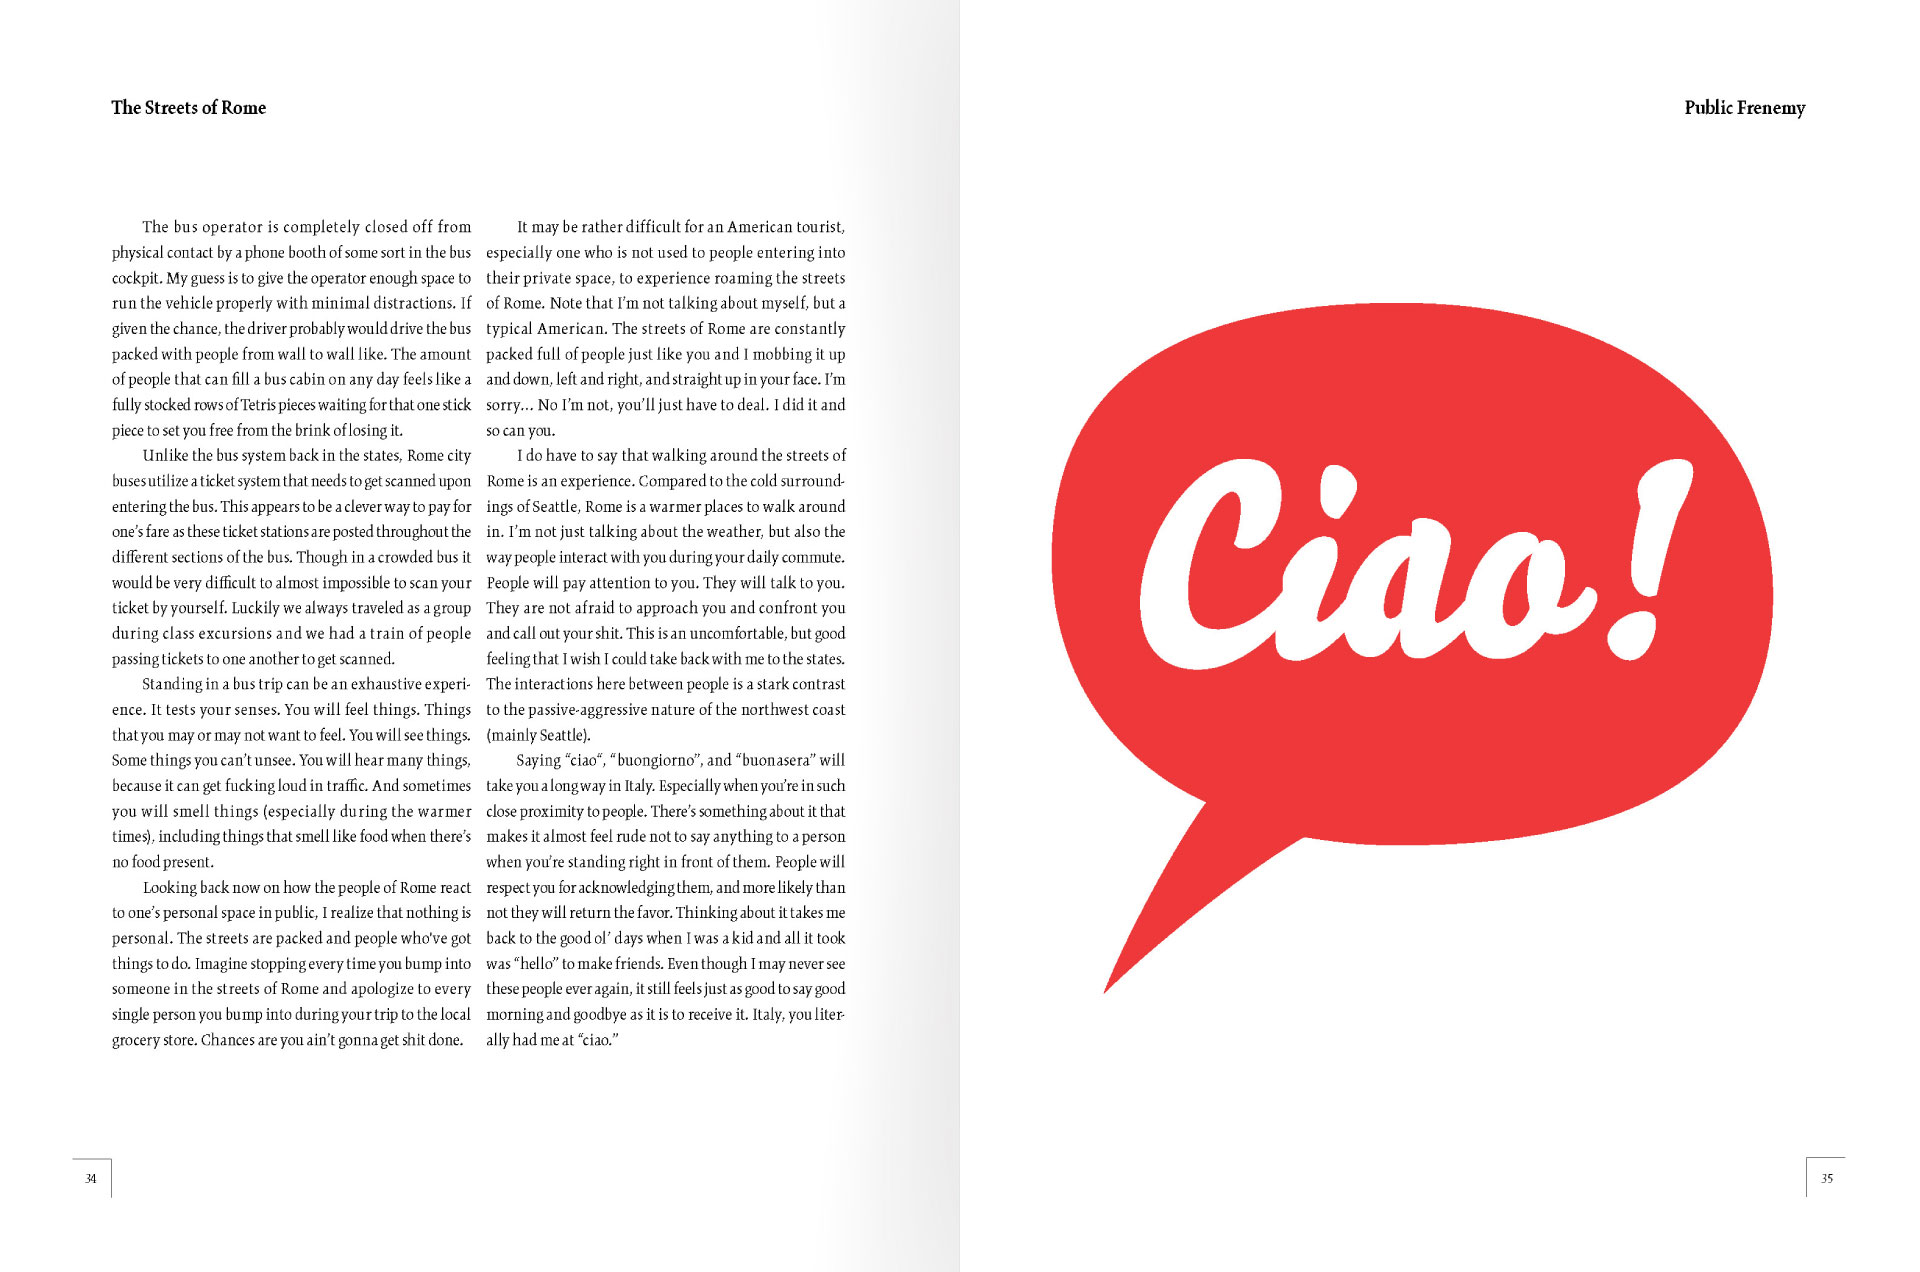 The Streets of Rome
The bus operator is completely closed off from
physical contact by a phone booth of some sort in the bus
cockpit. My guess is to give the operator enough space to
run the vehicle properly with minimal distractions. If
given the chance, the driver probably would drive the bus
packed with people from wall to wall like. The amount
of people that can fill a bus cabin on any day feels like a
fully stocked rows of Tetris pieces waiting for that one stick
piece to set you free from the brink of losing it.
Unlike the bus system back in the states, Rome city
buses utilize a ticket system that needs to get scanned upon
entering the bus. This appears to be a clever way to pay for
one's fare as these ticket stations are posted throughout the
different sections of the bus. Though in a crowded bus it
would be very difficult to almost impossible to scan your
ticket by yourself. Luckily we always traveled as a group
during class excursions and we had a train of people
passing tickets to one another to get scanned.
Standing in a bus trip can be an exhaustive experi-
ence. It tests your senses. You will feel things. Things
that you may or may not want to feel. You will see things.
Some things you can't unsee. You will hear many things,
because it can get fucking loud in traffic. And sometimes
you will smell things (especially during the warmer
times), including things that smell like food when there's
no food present.
Looking back now on how the people of Rome react
to one's personal space in public, I realize that nothing is
personal. The streets are packed and people who've got
things to do. Imagine stopping every time you bump into
someone in the streets of Rome and apologize to every
single person you bump into during your trip to the local
grocery store. Chances are you ain't gonna get shit done.
It may be rather difficult for an American tourist,
especially one who is not used to people entering into
their private space, to experience roaming the streets
of Rome. Note that I'm not talking about myself, but a
typical American. The streets of Rome are constantly
packed full of people just like you and I mobbing it up
and down, left and right, and straight up in your face. I'm
sorry... No I'm not, you'll just have to deal. I did it and
so can you.
I do have to say that walking around the streets of
Rome is an experience. Compared to the cold surround-
ings of Seattle, Rome is a warmer places to walk around
in. I'm not just talking about the weather, but also the
way people interact with you during your daily commute.
People will pay attention to you. They will talk to you.
They are not afraid to approach you and confront you
and call out your shit. This is an uncomfortable, but good
feeling that I wish I could take back with me to the states.
The interactions here between people is a stark contrast
to the passive-aggressive nature of the northwest coast
(mainly Seattle).
Saying “ciao“, “buongiorno”, and “buonasera” will
take you a long way in Italy. Especially when you're in such
close proximity to people. There's something about it that
makes it almost feel rude not to say anything to a person
when you're standing right in front of them. People will
respect you for acknowledging them, and more likely than
not they will return the favor. Thinking about it takes me
back to the good ol' days when I was a kid and all it took
was “hello” to make friends. Even though I may never see
these people ever again, it still feels just as good to say good
morning and goodbye as it is to receive it. Italy, you liter-
ally had me at “ciao.”
34
Public Frenemy
Ciao!
35